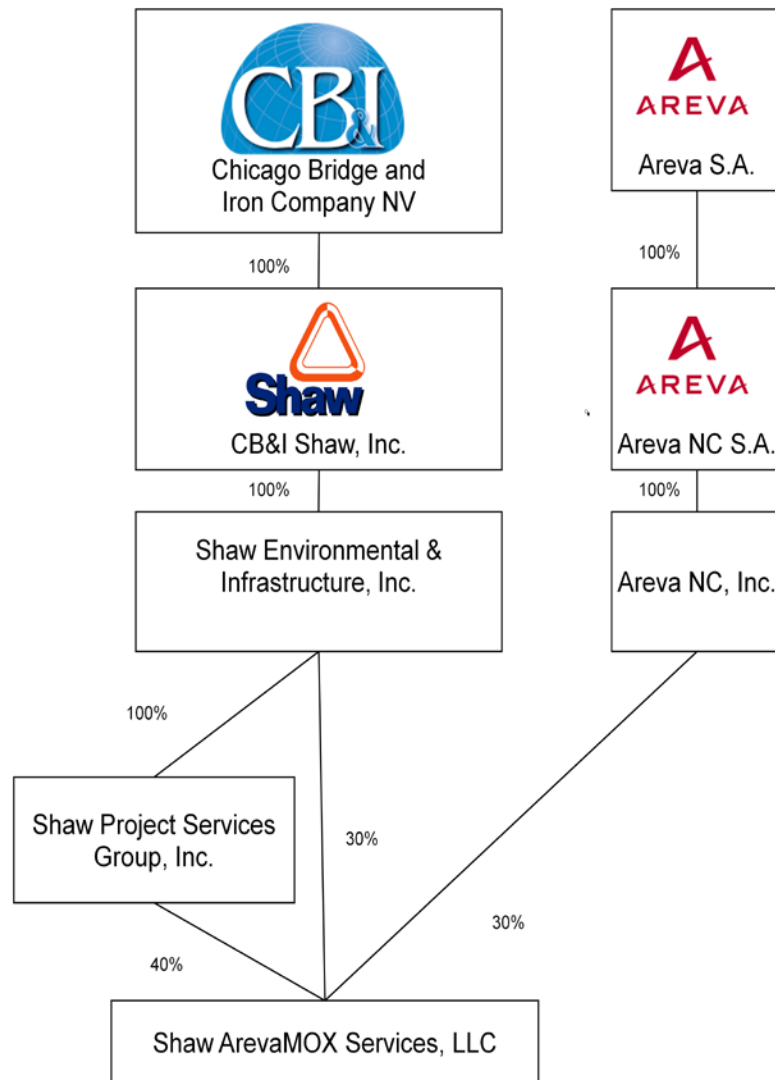 CB&I
Chicago Bridge and
Iron Company NV
AREVA
Areva S.A.
100%
100%
Shaw
CB&I Shaw, Inc.
AREVA
Areva NC S.A.
100%
100%
Shaw Environmental &
Infrastructure, Inc.
Areva NC, Inc.
100%
Shaw Project Services
Group, Inc.
30%
30%
40%
Shaw ArevaMOX Services, LLC